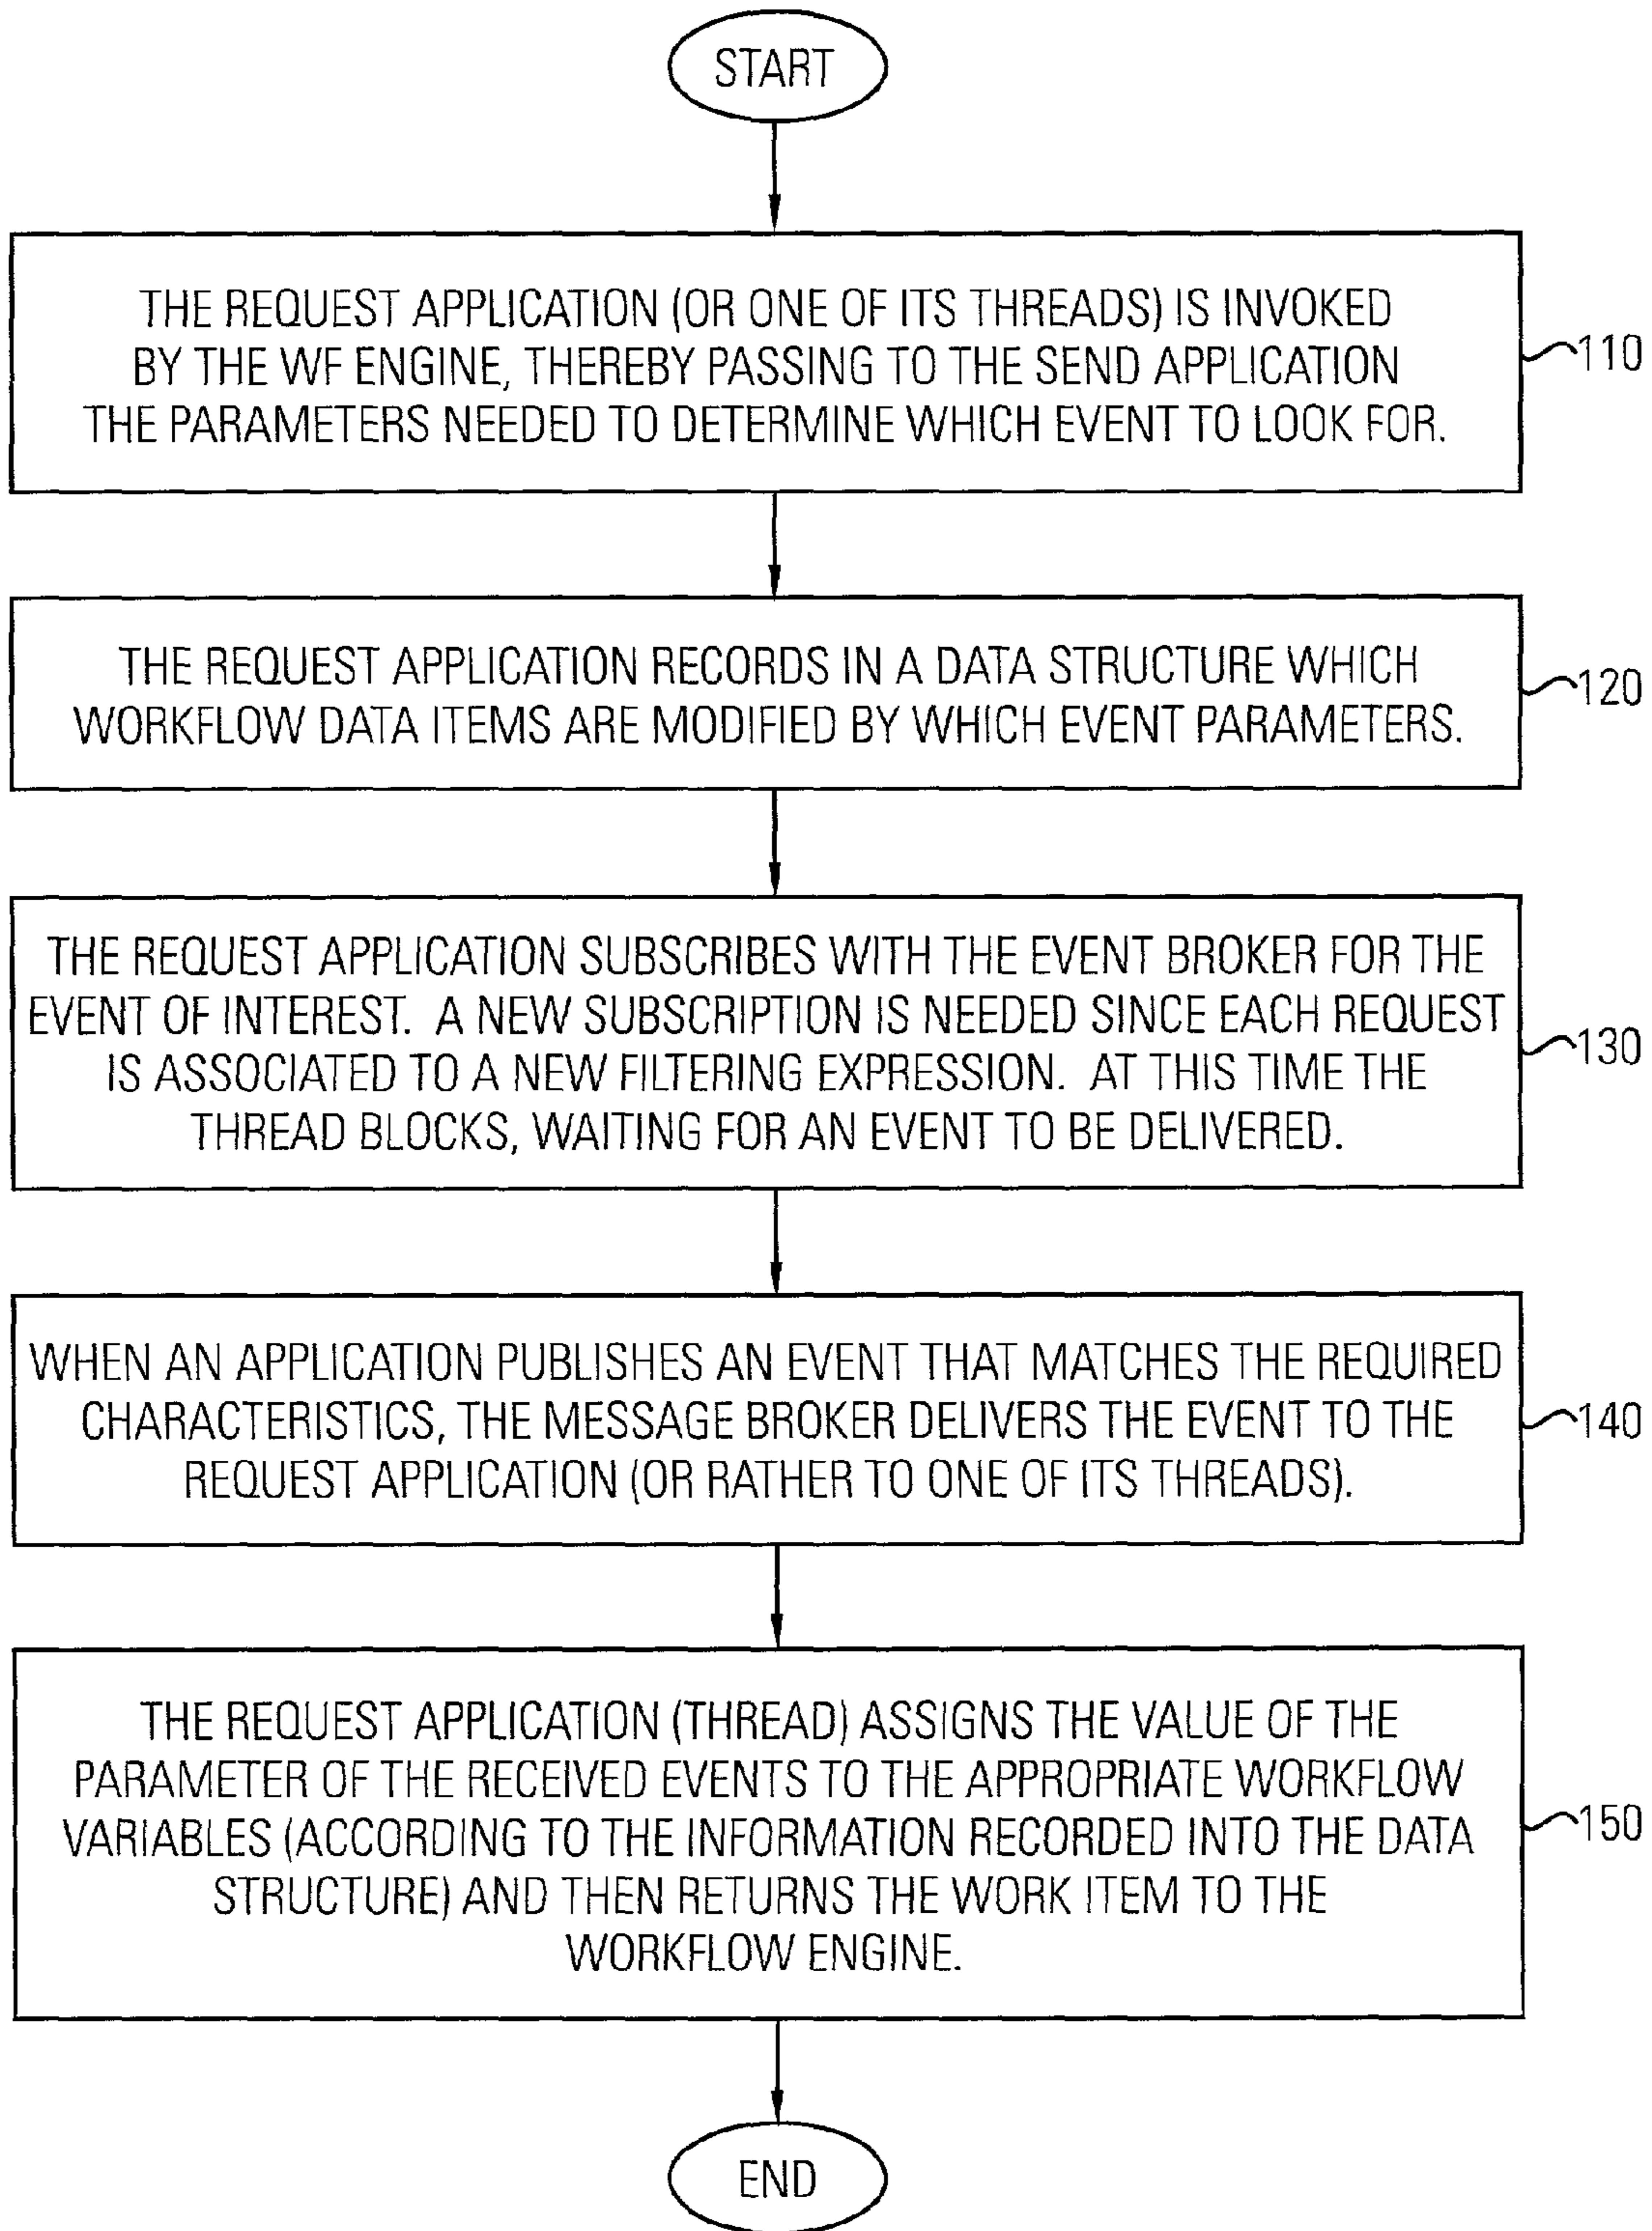 START
THE REQUEST APPLICATION (OR ONE OF ITS THREADS) IS INVOKED
BY THE WF ENGINE, THEREBY PASSING TO THE SEND APPLICATION
THE PARAMETERS NEEDED TO DETERMINE WHICH EVENT TO LOOK FOR.
110
THE REQUEST APPLICATION RECORDS IN A DATA STRUCTURE WHICH
WORKFLOW DATA ITEMS ARE MODIFIED BY WHICH EVENT PARAMETERS.
120
THE REQUEST APPLICATION SUBSCRIBES WITH THE EVENT BROKER FOR THE
EVENT OF INTEREST. A NEW SUBSCRIPTION IS NEEDED SINCE EACH REQUEST
IS ASSOCIATED TO A NEW FILTERING EXPRESSION. AT THIS TIME THE
THREAD BLOCKS, WAITING FOR AN EVENT TO BE DELIVERED.
130
WHEN AN APPLICATION PUBLISHES AN EVENT THAT MATCHES THE REQUIRED
CHARACTERISTICS, THE MESSAGE BROKER DELIVERS THE EVENT TO THE
REQUEST APPLICATION (OR RATHER TO ONE OF ITS THREADS).
140
THE REQUEST APPLICATION (THREAD) ASSIGNS THE VALUE OF THE
PARAMETER OF THE RECEIVED EVENTS TO THE APPROPRIATE WORKFLOW
VARIABLES (ACCORDING TO THE INFORMATION RECORDED INTO THE DATA
STRUCTURE) AND THEN RETURNS THE WORK ITEM TO THE
WORKFLOW ENGINE.
150
END